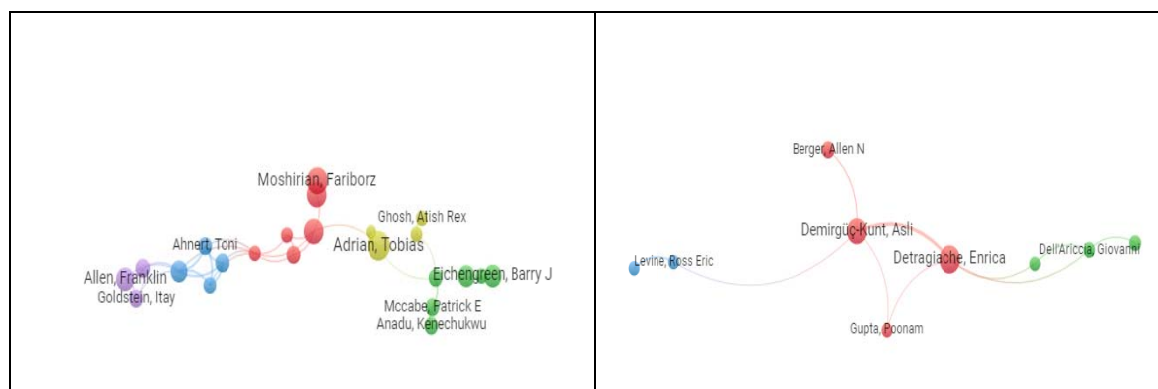 Moshirian, Fariborz
Ghosh, Atish Rex
Ahnert, Toni
Adrian, Tobias
Allen, Franklin
Eichengreen, Barry J
Goldstein, Itay
Mccabe, Patrick E
Anadu, Kenechukwu
Berger, Allen N
Demirgüç-Kunt, Asli
Levine, Ross Eric
Detragiache, Enrica
Dell'Ariccia, Giovanni
Gupta, Poonam